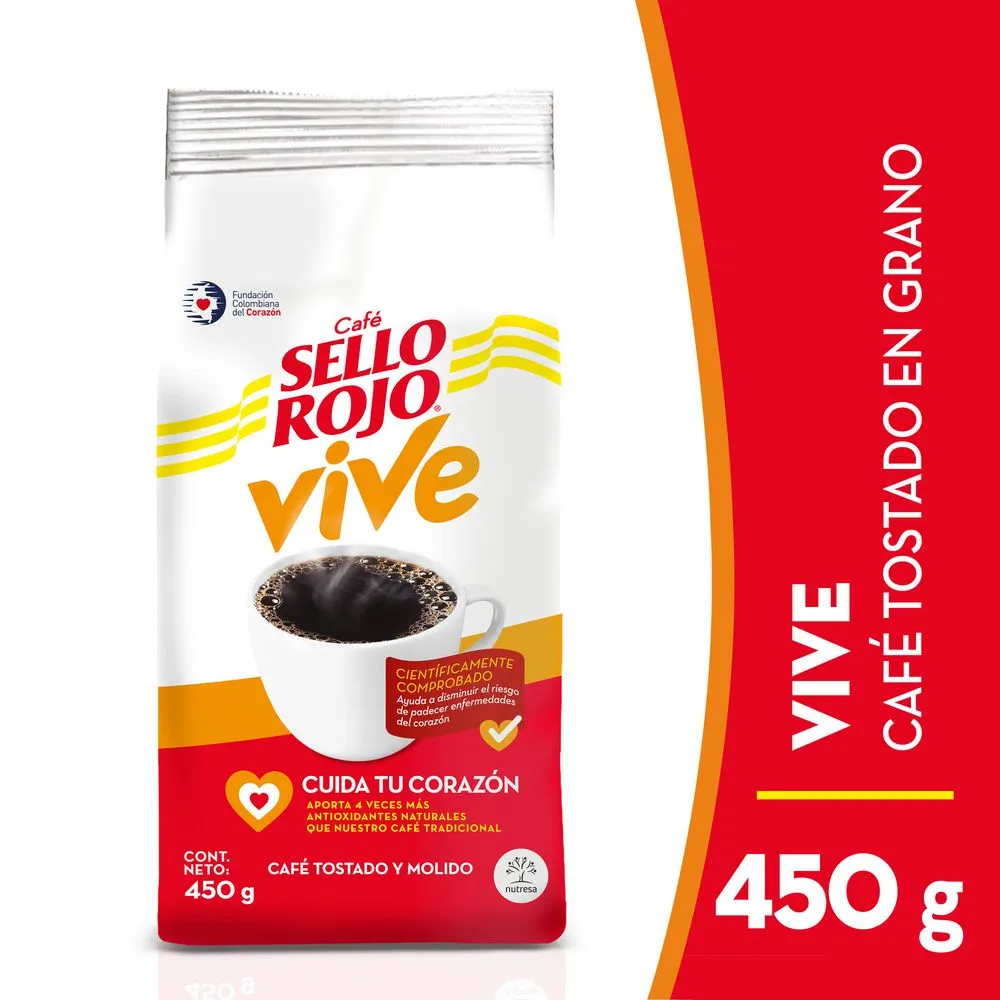 Fundación
Colombiana
del Corazón
Café
SELLO
ROJO®
vive
CIENTÍFICAMENTE
COMPROBADO
Ayuda a disminuir el riesgo
de padecer enfermedades
del corazón
CUIDA TU CORAZÓN
APORTA 4 VECES MÁS
ANTIOXIDANTES NATURALES
QUE NUESTRO CAFÉ TRADICIONAL
CONT.
NETO:
450 g
CAFÉ TOSTADO Y MOLIDO
nutresa
VIVE
CAFÉ TOSTADO EN GRANO
450 g